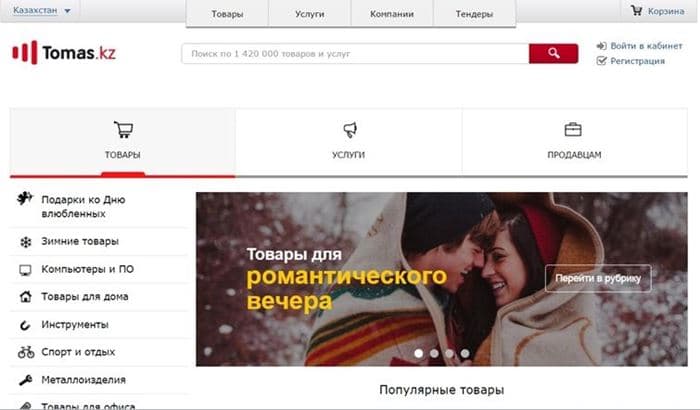 Казахстан
Товары
Услуги
Компании
Тендеры
Корзина
Tomas.kz
Поиск по 1 420 000 товаров и услуг
Войти в кабинет
Регистрация
ТОВАРЫ
УСЛУГИ
ПРОДАВЦАМ
Подарки ко Дню
влюбленных
Зимние товары
Компьютеры и ПО
Товары для дома
Инструменты
Спорт и отдых
Металлоизделия
Товары для офиса
Товары для
романтического
вечера
Перейти в рубрику
Популярные товары